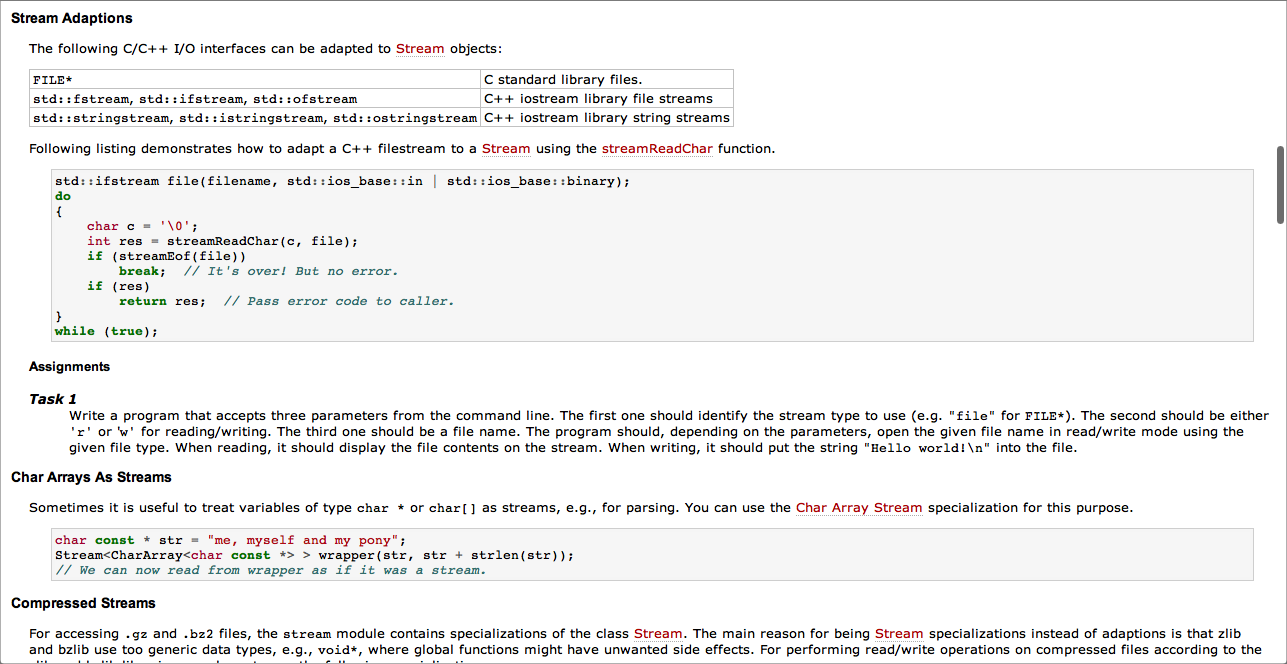 Stream Adaptions
The following C/C++ I/O interfaces can be adapted to Stream objects:
FILE* C standard library files.
std::fstream, std::ifstream, std::ofstream C++ iostream library file streams
std::stringstream, std::istringstream, std::ostringstream C++ iostream library string streams
Following listing demonstrates how to adapt a C++ filestream to a Stream using the streamReadChar function.
std::ifstream file(filename, std::ios_base::in | std::ios_base::binary);
do
{
    char c = '\0';
    int res = streamReadChar(c, file);
    if (streamEof(file))
        break;  // It's over! But no error.
    if (res)
        return res;  // Pass error code to caller.
}
while (true);
Assignments
Task 1
Write a program that accepts three parameters from the command line. The first one should identify the stream type to use (e.g. "file" for FILE*). The second should be either
'r' or 'w' for reading/writing. The third one should be a file name. The program should, depending on the parameters, open the given file name in read/write mode using the
given file type. When reading, it should display the file contents on the stream. When writing, it should put the string "Hello world!\n" into the file.
Char Arrays As Streams
Sometimes it is useful to treat variables of type char * or char[] as streams, e.g., for parsing. You can use the Char Array Stream specialization for this purpose.
char const * str = "me, myself and my pony";
Stream<CharArray<char const *> > wrapper(str, str + strlen(str));
// We can now read from wrapper as if it was a stream.
Compressed Streams
For accessing .gz and .bz2 files, the stream module contains specializations of the class Stream. The main reason for being Stream specializations instead of adaptions is that zlib
and bzlib use too generic data types, e.g., void*, where global functions might have unwanted side effects. For performing read/write operations on compressed files according to the